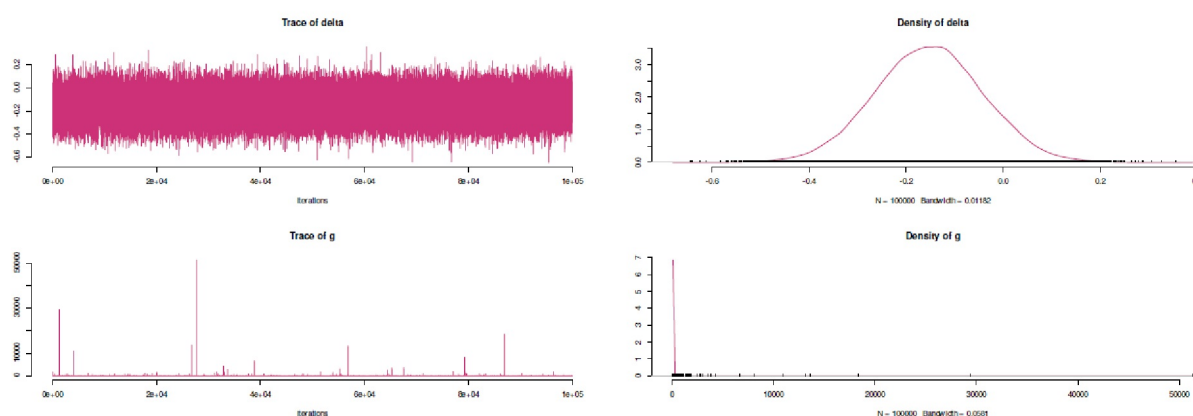 Trace of delta
0.2
0.0
-0.2
-0.4
-0.6
0e+00 2e+04 4e+04 6e+04 8e+04 1e+05
Iterations
Density of delta
3.0
2.0
1.0
0.0
-0.6 -0.4 -0.2 0.0 0.2
N = 100000 Bandwidth = 0.01182
Trace of g
50000
30000
10000
0
0e+00 2e+04 4e+04 6e+04 8e+04 1e+05
Iterations
Density of g
7
6
5
4
3
2
1
0
0 10000 20000 30000 40000 50000
N = 100000 Bandwidth = 0.0581